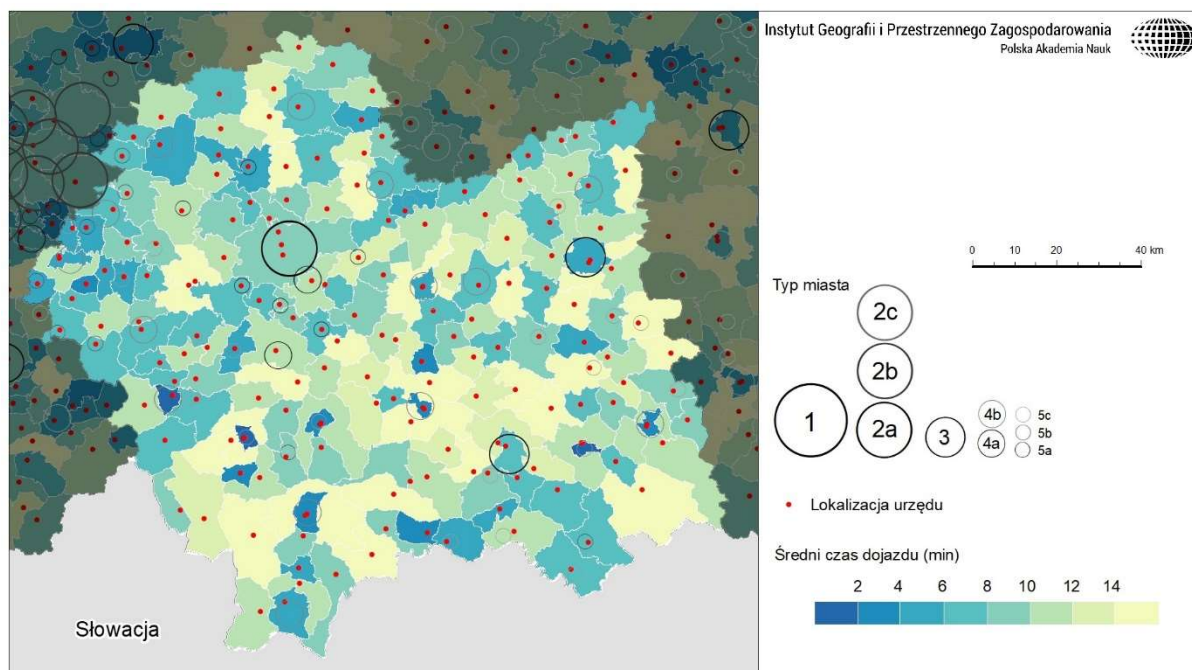 Instytut Geografii i Przestrzennego Zagospodarowania
Polska Akademia Nauk
0 10 20 40 km
Typ miasta
2c
2b
1
2a
3
4b
4a
5c
5b
5a
Lokalizacja urzędu
Średni czas dojazdu (min)
2 4 6 8 10 12 14
Słowacja